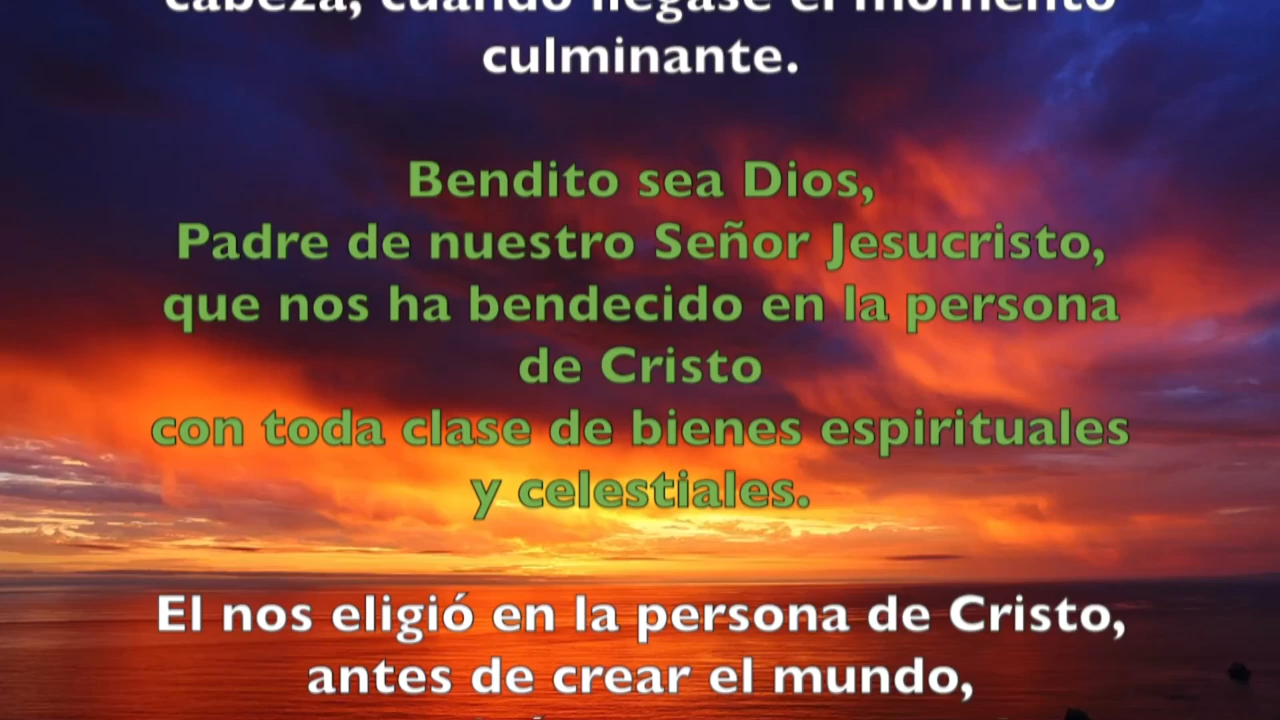 cabeza, cuando llegase el momento
culminante.
Bendito sea Dios,
Padre de nuestro Señor Jesucristo,
que nos ha bendecido en la persona
de Cristo
con toda clase de bienes espirituales
y celestiales.
El nos eligió en la persona de Cristo,
antes de crear el mundo,